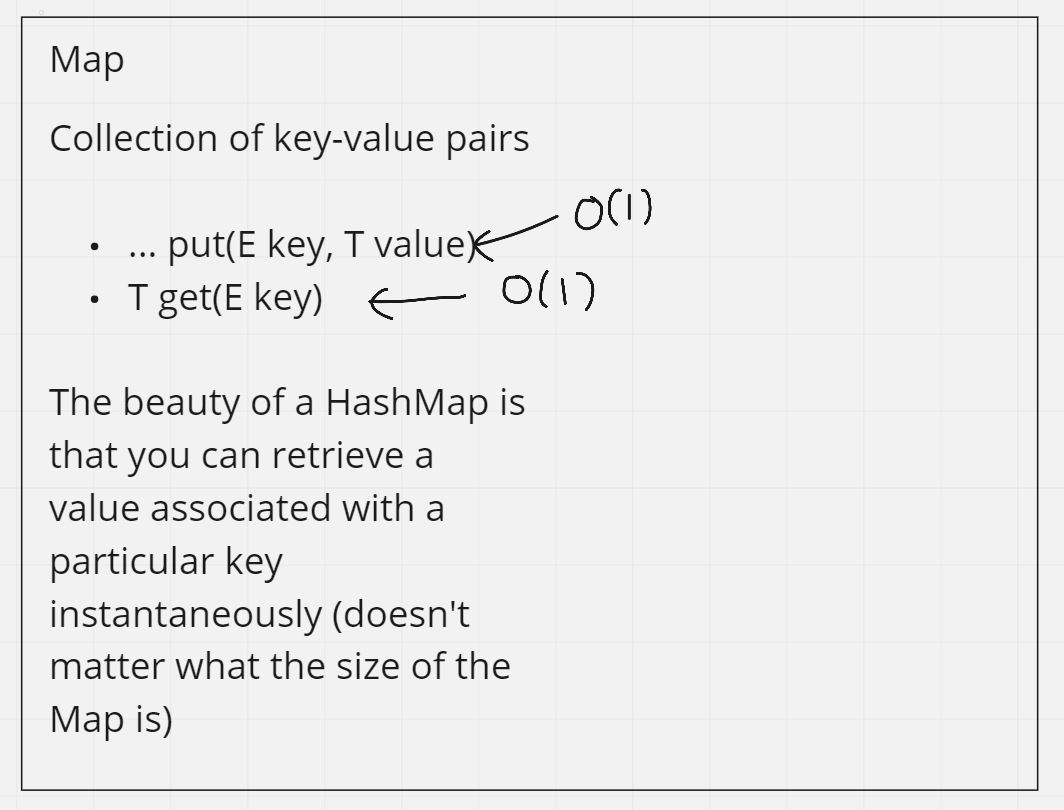 Map
Collection of key-value pairs
O(1)
• ... put(E key, T value)
• T get(E key)
O(1)
The beauty of a HashMap is
that you can retrieve a
value associated with a
particular key
instantaneously (doesn't
matter what the size of the
Map is)